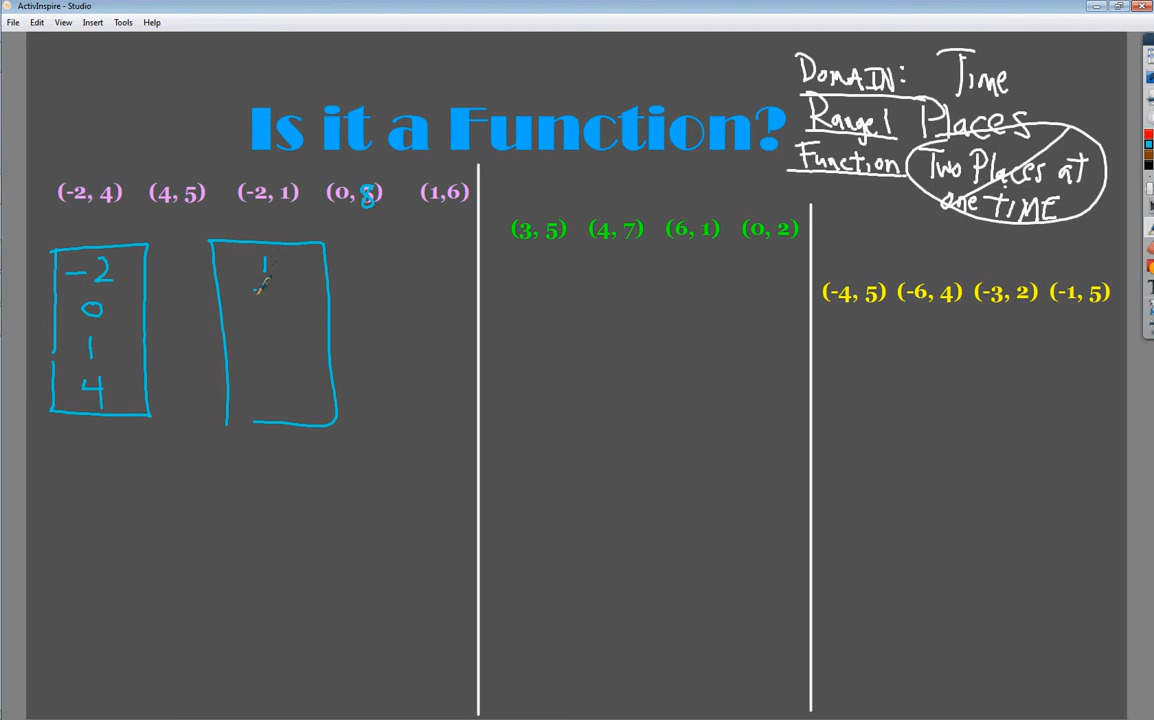 ActivInspire - Studio
File Edit View Insert Tools Help
DOMAIN: Time
Range! Places
Function Two Places at
one TIME
Is it a Function?
(-2, 4) (4, 5) (-2, 1) (0, 8) (1,6)
(3, 5) (4, 7) (6, 1) (0, 2)
(-4, 5) (-6, 4) (-3, 2) (-1, 5)
-2
0
1
4
1